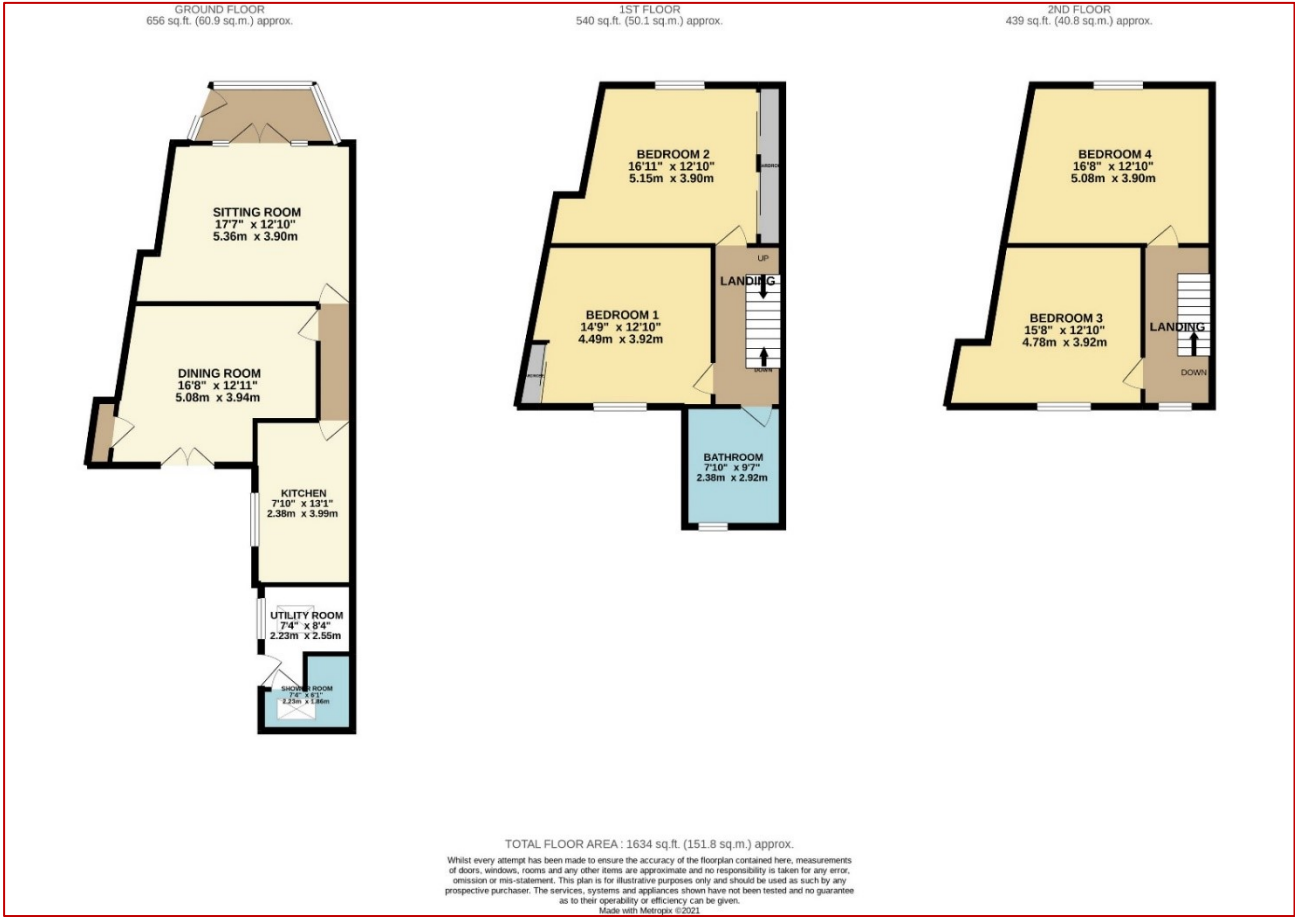 GROUND FLOOR
656 sq.ft. (60.9 sq.m.) approx.
SITTING ROOM
17'7" x 12'10"
5.36m x 3.90m
DINING ROOM
16'8" x 12'11"
5.08m x 3.94m
KITCHEN
7'10" x 13'1"
2.38m x 3.99m
UTILITY ROOM
7'4" x 8'4"
2.23m x 2.55m
SHOWER ROOM
7'4" x 6'1"
2.23m x 1.86m
1ST FLOOR
540 sq.ft. (50.1 sq.m.) approx.
BEDROOM 2
16'11" x 12'10"
5.15m x 3.90m
UP
LANDING
BEDROOM 1
14'9" x 12'10"
4.49m x 3.92m
DOWN
BATHROOM
7'10" x 9'7"
2.38m x 2.92m
2ND FLOOR
439 sq.ft. (40.8 sq.m.) approx.
BEDROOM 4
16'8" x 12'10"
5.08m x 3.90m
BEDROOM 3
15'8" x 12'10"
4.78m x 3.92m
LANDING
DOWN
TOTAL FLOOR AREA : 1634 sq.ft. (151.8 sq.m.) approx.
Whilst every attempt has been made to ensure the accuracy of the floorplan contained here, measurements
of doors, windows, rooms and any other items are approximate and no responsibility is taken for any error,
omission or mis-statement. This plan is for illustrative purposes only and should be used as such by any
prospective purchaser. The services, systems and appliances shown have not been tested and no guarantee
as to their operability or efficiency can be given.
Made with Metropix ©2021